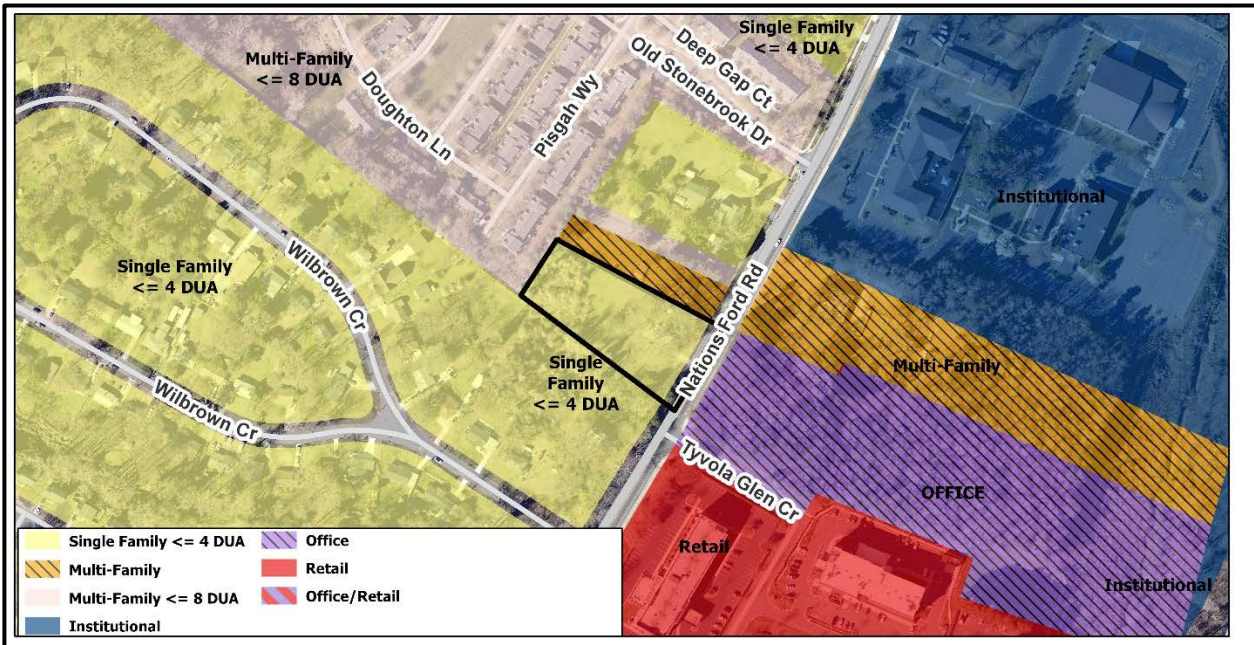 Single Family
<= 4 DUA
Deep Gap Ct
Old Stonebrook Dr
Multi-Family
<= 8 DUA
Doughton Ln
Pisgah Wy
Institutional
Single Family
<= 4 DUA
Wilbrown Cr
Nations Ford Rd
Single
Family
<= 4 DUA
Multi-Family
Wilbrown Cr
Tyvola Glen Cr
OFFICE
Retail
Institutional
Single Family <= 4 DUA
Multi-Family
Multi-Family <= 8 DUA
Institutional
Office
Retail
Office/Retail